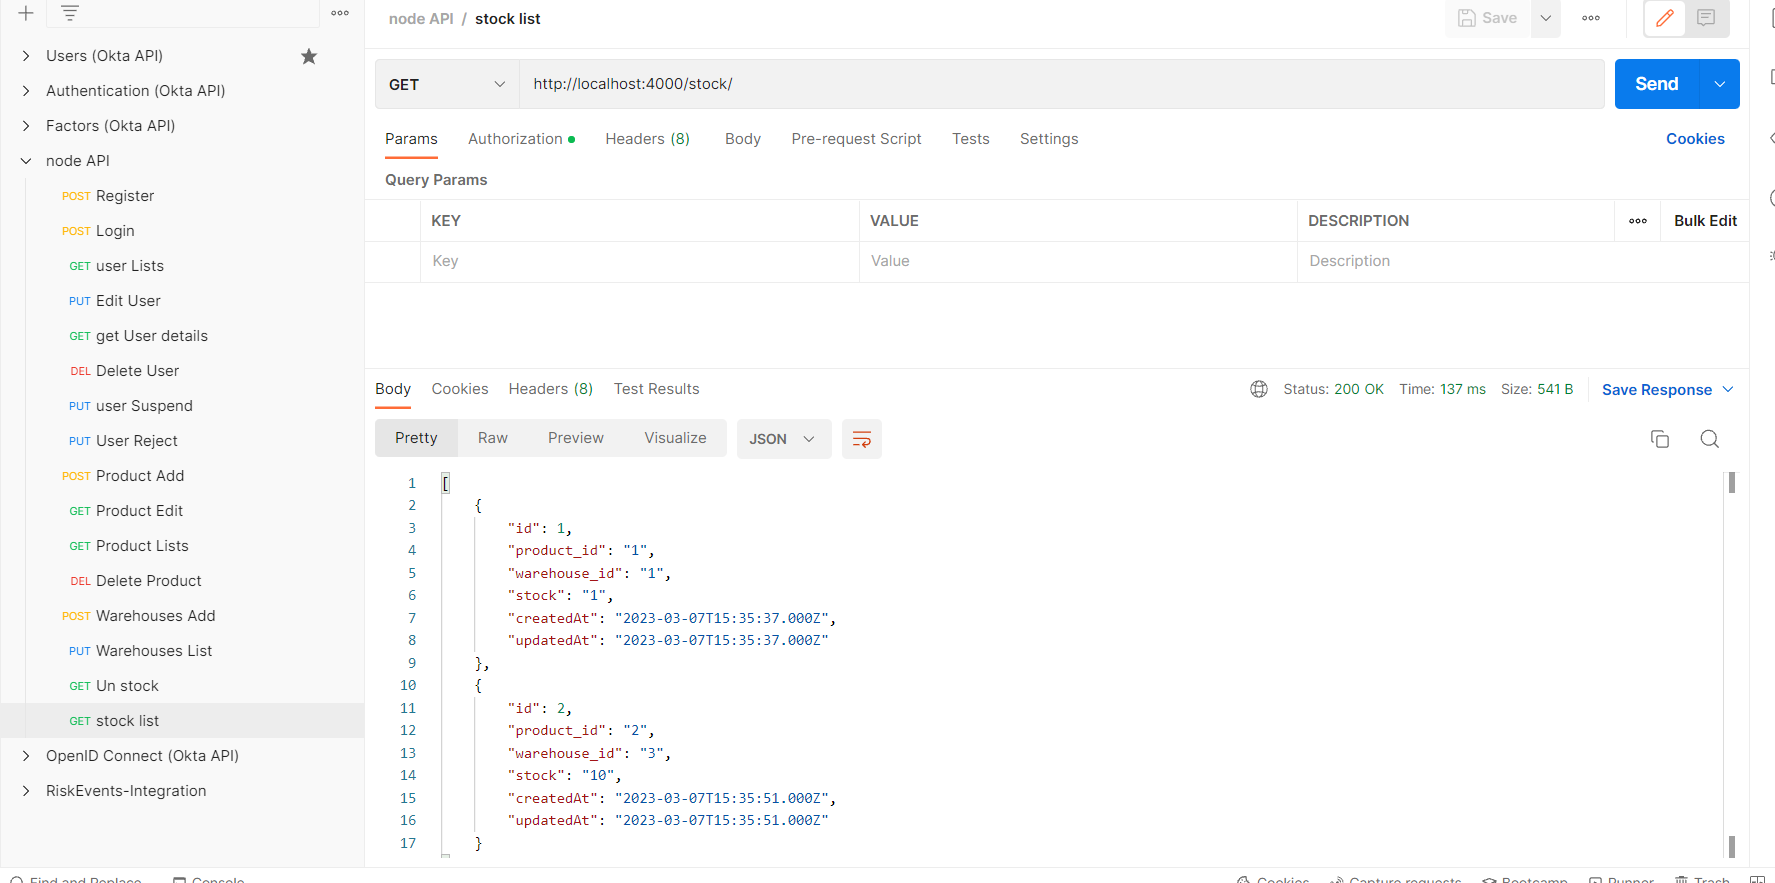 Users (Okta API)
Authentication (Okta API)
Factors (Okta API)
node API
POST Register
POST Login
GET user Lists
PUT Edit User
GET get User details
DEL Delete User
PUT user Suspend
PUT User Reject
POST Product Add
GET Product Edit
GET Product Lists
DEL Delete Product
POST Warehouses Add
PUT Warehouses List
GET Un stock
GET stock list
OpenID Connect (Okta API)
RiskEvents-Integration
node API / stock list
Save
GET http://localhost:4000/stock/ Send
Params Authorization Headers (8) Body Pre-request Script Tests Settings Cookies
Query Params
KEY VALUE DESCRIPTION Bulk Edit
Key Value Description
Body Cookies Headers (8) Test Results Status: 200 OK Time: 137 ms Size: 541 B Save Response
Pretty Raw Preview Visualize JSON
1 [
2 {
3 "id": 1,
4 "product_id": "1",
5 "warehouse_id": "1",
6 "stock": "1",
7 "createdAt": "2023-03-07T15:35:37.000Z",
8 "updatedAt": "2023-03-07T15:35:37.000Z"
9 },
10 {
11 "id": 2,
12 "product_id": "2",
13 "warehouse_id": "3",
14 "stock": "10",
15 "createdAt": "2023-03-07T15:35:51.000Z",
16 "updatedAt": "2023-03-07T15:35:51.000Z"
17 }
Find and Replace Console Cookies Capture requests Bootcamp Runner Trash